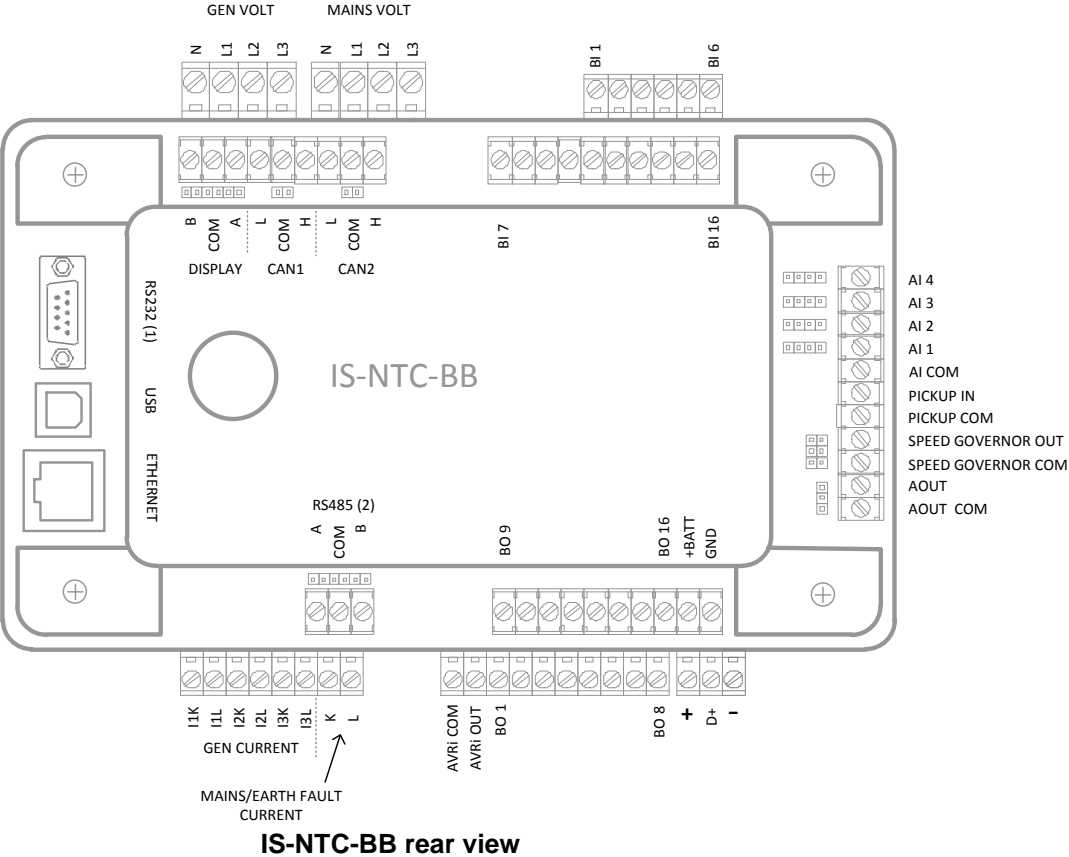 GEN VOLT MAINS VOLT
N L1 L2 L3 N L1 L2 L3 BI 1 BI 6
B COM A L COM H L COM H BI 7 BI 16
DISPLAY CAN1 CAN2
RS232 (1)
USB
ETHERNET
IS-NTC-BB
AI 4
AI 3
AI 2
AI 1
AI COM
PICKUP IN
PICKUP COM
SPEED GOVERNOR OUT
SPEED GOVERNOR COM
AOUT
AOUT COM
RS485 (2)
A COM B BO 9 BO 16 +BATT GND
I1K I1L I2K I2L I3K I3L K L AVRi COM AVRi OUT BO 1 BO 8 + D+ -
GEN CURRENT
MAINS/EARTH FAULT
CURRENT
IS-NTC-BB rear view